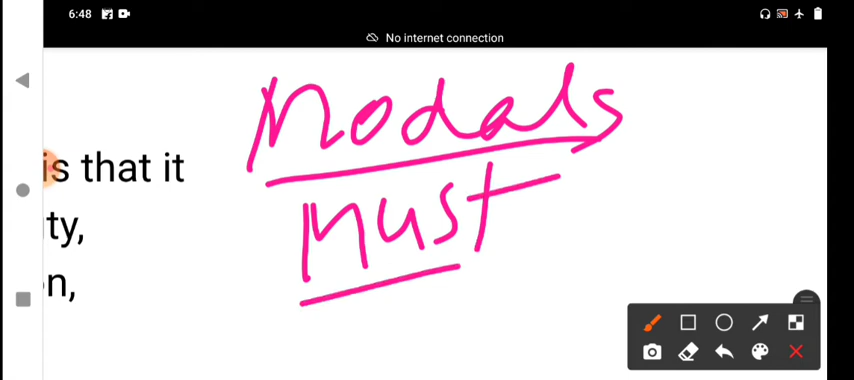 6:48
No internet connection
Modals
is that it
Must
ty,
n,